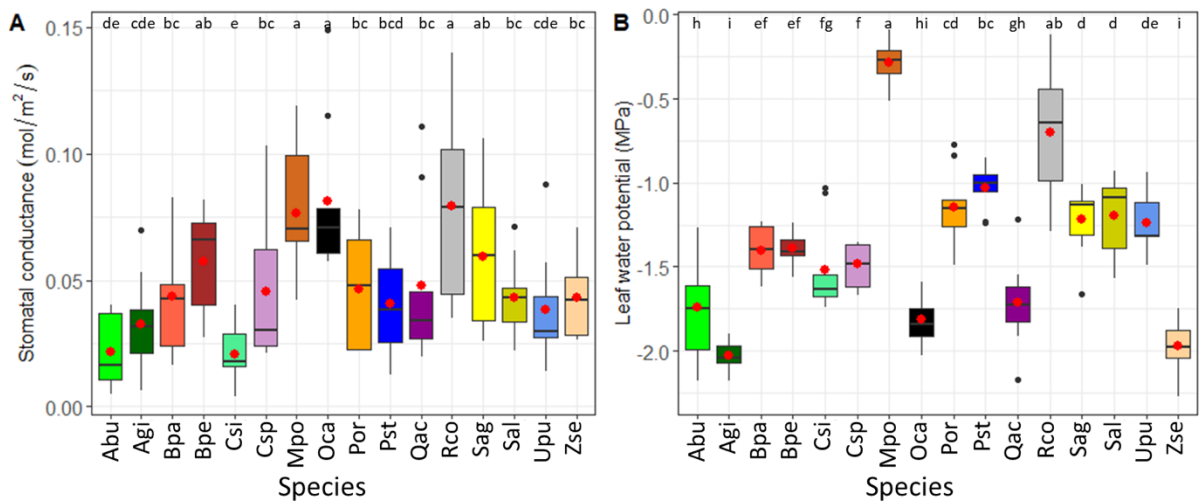 A
de cde bc ab e bc a a bc bcd bc a ab bc cde bc
Stomatal conductance (mol/m²/s)
0.15
0.10
0.05
0.00
Abu Agi Bpa Bpe Csi Csp Mpo Oca Por Pst Qac Rco Sag Sal Upu Zse
Species
B
h i ef ef fg f a hi cd bc gh ab d d de i
Leaf water potential (MPa)
0.0
-0.5
-1.0
-1.5
-2.0
Abu Agi Bpa Bpe Csi Csp Mpo Oca Por Pst Qac Rco Sag Sal Upu Zse
Species